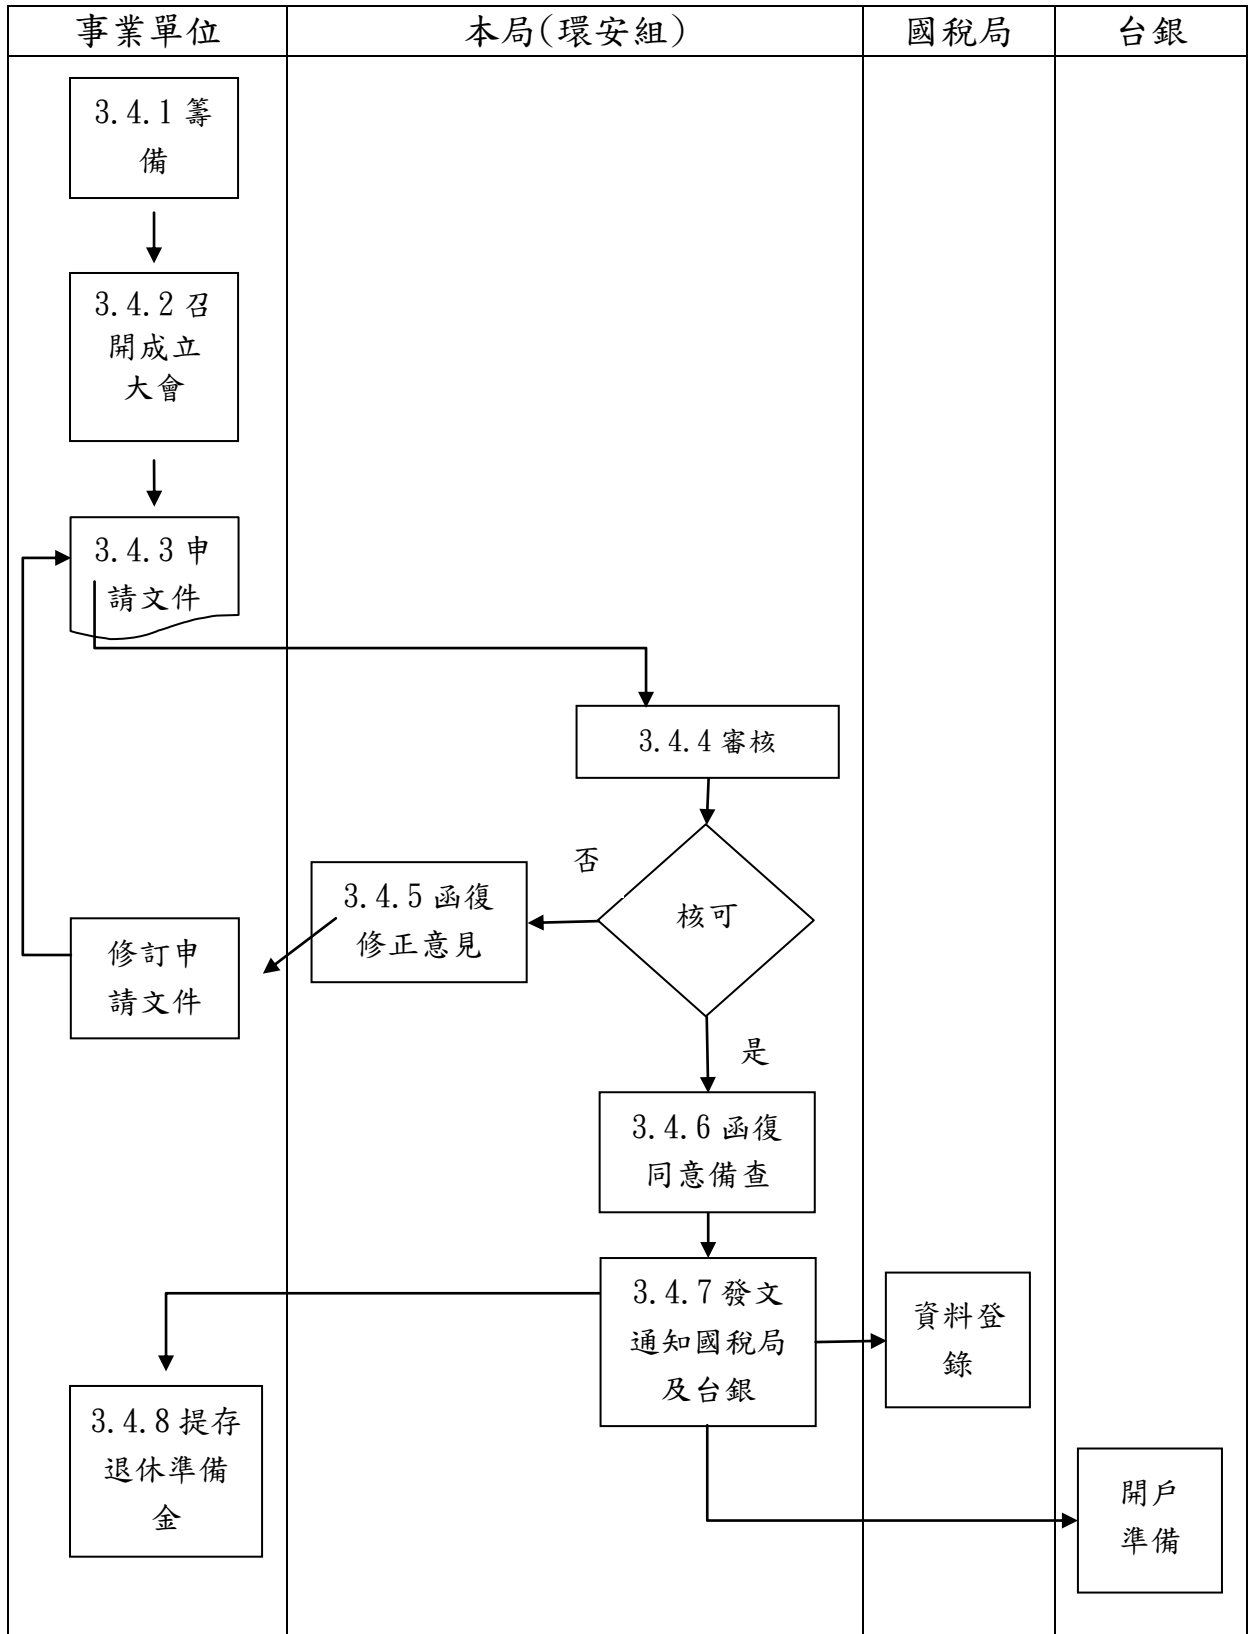 事業單位
本局(環安組)
國稅局
台銀
3.4.1 籌
備
3.4.2 召
開成立
大會
3.4.3 申
請文件
3.4.4 審核
否
核可
3.4.5 函復
修正意見
修訂申
請文件
是
3.4.6 函復
同意備查
3.4.7 發文
通知國稅局
及台銀
資料登
錄
3.4.8 提存
退休準備
金
開戶
準備